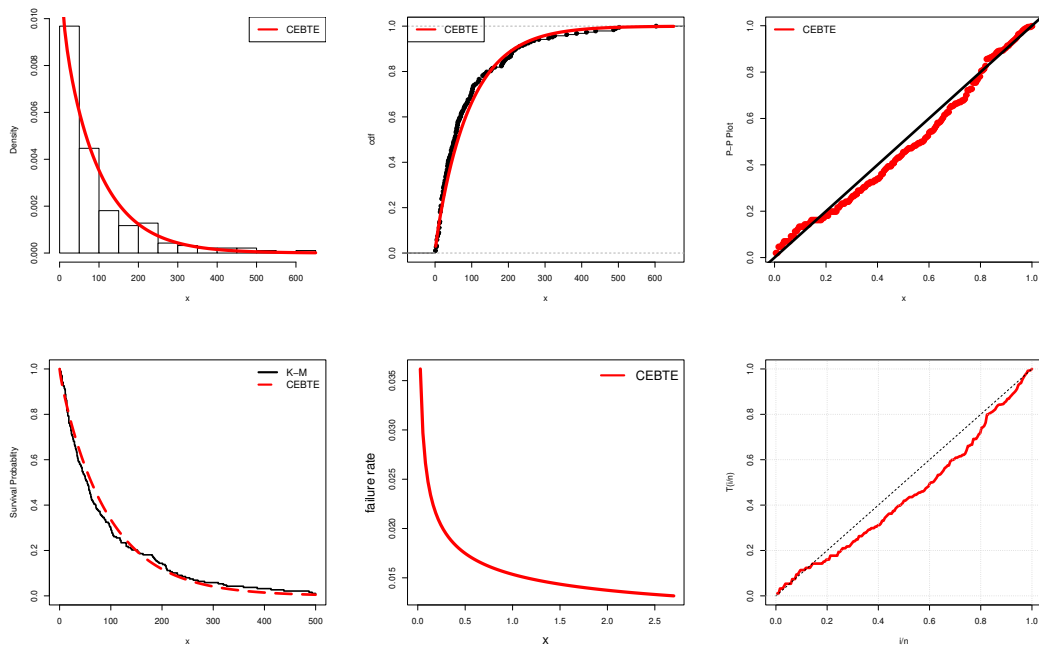 CEBTE
Density
0.000 0.002 0.004 0.006 0.008 0.010
0 100 200 300 400 500 600
x
CEBTE
cdf
0.0 0.2 0.4 0.6 0.8 1.0
0 100 200 300 400 500 600
x
CEBTE
P−P Plot
0.0 0.2 0.4 0.6 0.8 1.0
0.0 0.2 0.4 0.6 0.8 1.0
x
K−M
CEBTE
Survival Probablity
0.0 0.2 0.4 0.6 0.8 1.0
0 100 200 300 400 500
x
CEBTE
failure rate
0.015 0.020 0.025 0.030 0.035
0.0 0.5 1.0 1.5 2.0 2.5
x
T(i/n)
0.0 0.2 0.4 0.6 0.8 1.0
0.0 0.2 0.4 0.6 0.8 1.0
i/n